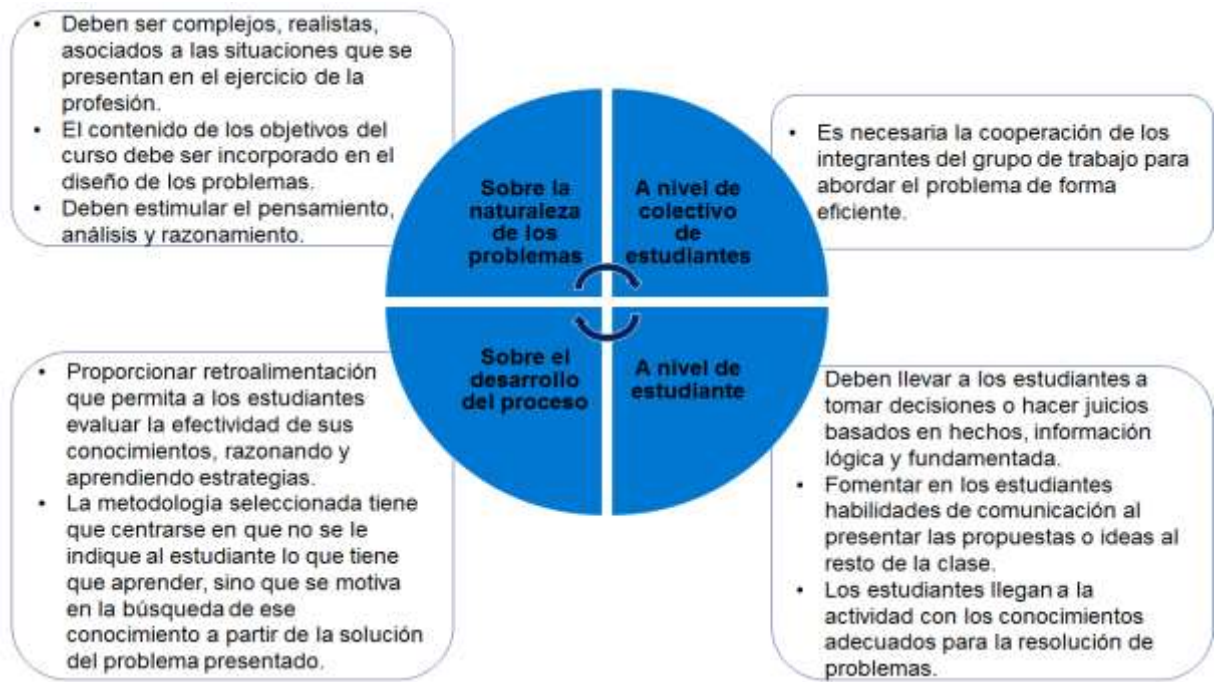 • Deben ser complejos, realistas,
asociados a las situaciones que se
presentan en el ejercicio de la
profesión.
• El contenido de los objetivos del
curso debe ser incorporado en el
diseño de los problemas.
• Deben estimular el pensamiento,
análisis y razonamiento.
Sobre la
naturaleza
de los
problemas
A nivel de
colectivo
de
estudiantes
• Es necesaria la cooperación de los
integrantes del grupo de trabajo para
abordar el problema de forma
eficiente.
• Proporcionar retroalimentación
que permita a los estudiantes
evaluar la efectividad de sus
conocimientos, razonando y
aprendiendo estrategias.
• La metodología seleccionada tiene
que centrarse en que no se le
indique al estudiante lo que tiene
que aprender, sino que se motiva
en la búsqueda de ese
conocimiento a partir de la solución
del problema presentado.
Sobre el
desarrollo
del proceso
A nivel de
estudiante
Deben llevar a los estudiantes a
tomar decisiones o hacer juicios
basados en hechos, información
lógica y fundamentada.
• Fomentar en los estudiantes
habilidades de comunicación al
presentar las propuestas o ideas al
resto de la clase.
• Los estudiantes llegan a la
actividad con los conocimientos
adecuados para la resolución de
problemas.